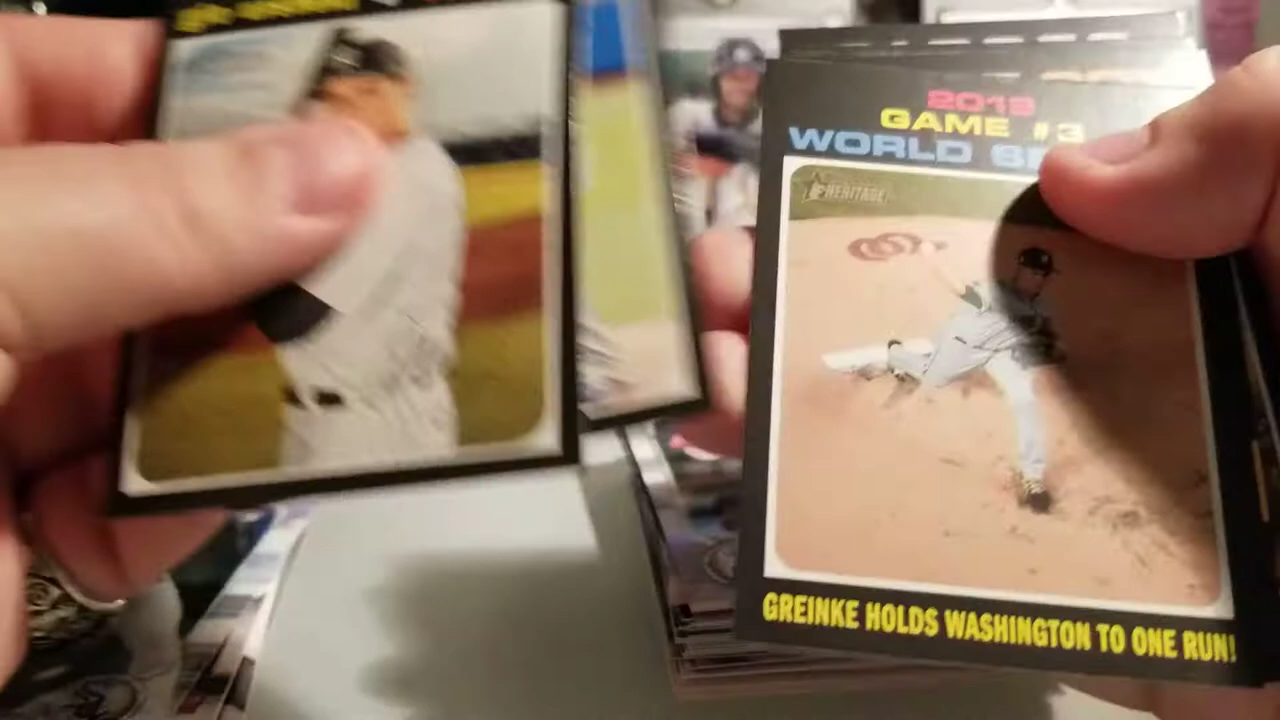 2019
GAME #3
WORLD
HERITAGE
GREINKE HOLDS WASHINGTON TO ONE RUN!